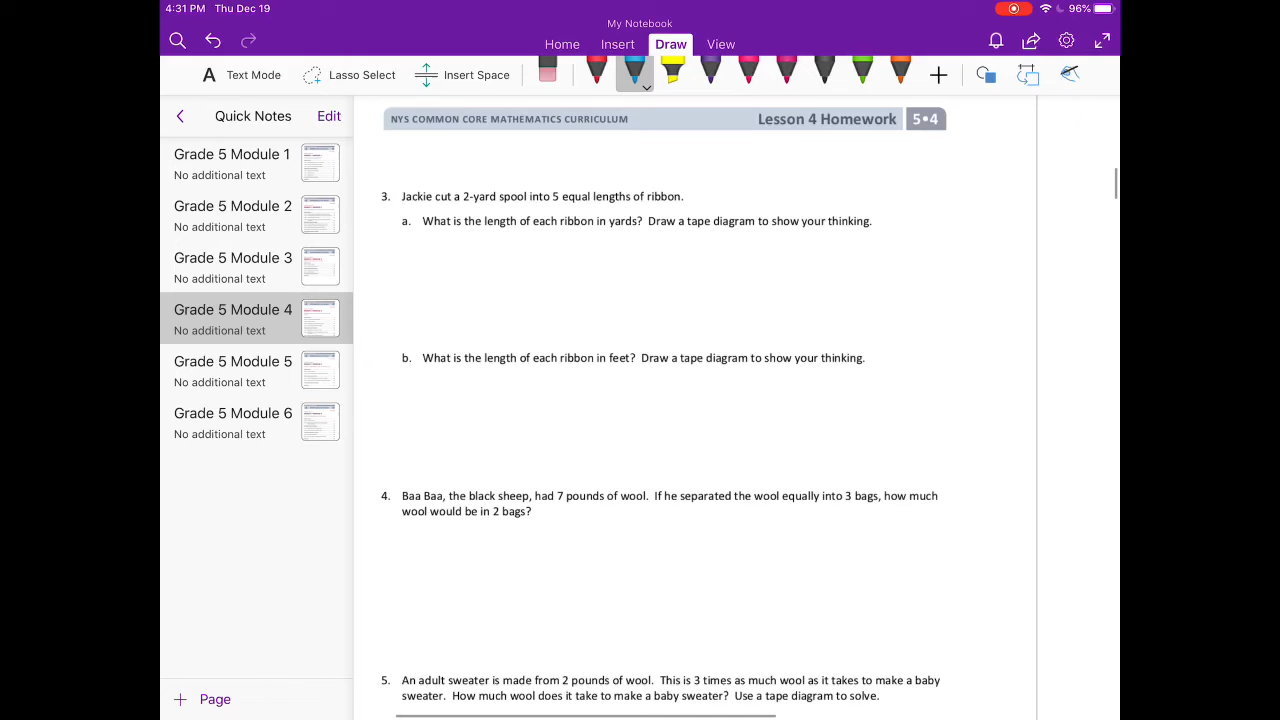 4:31 PM Thu Dec 19
96%
My Notebook
Home Insert Draw View
A Text Mode Lasso Select Insert Space
Quick Notes Edit
Grade 5 Module 1
No additional text
Grade 5 Module 2
No additional text
Grade 5 Module 3
No additional text
Grade 5 Module 4
No additional text
Grade 5 Module 5
No additional text
Grade 5 Module 6
No additional text
+ Page
NYS COMMON CORE MATHEMATICS CURRICULUM Lesson 4 Homework 5•4
3. Jackie cut a 2-yard spool into 5 equal lengths of ribbon.
a. What is the length of each ribbon in yards? Draw a tape diagram to show your thinking.
b. What is the length of each ribbon in feet? Draw a tape diagram to show your thinking.
4. Baa Baa, the black sheep, had 7 pounds of wool. If he separated the wool equally into 3 bags, how much
wool would be in 2 bags?
5. An adult sweater is made from 2 pounds of wool. This is 3 times as much wool as it takes to make a baby
sweater. How much wool does it take to make a baby sweater? Use a tape diagram to solve.